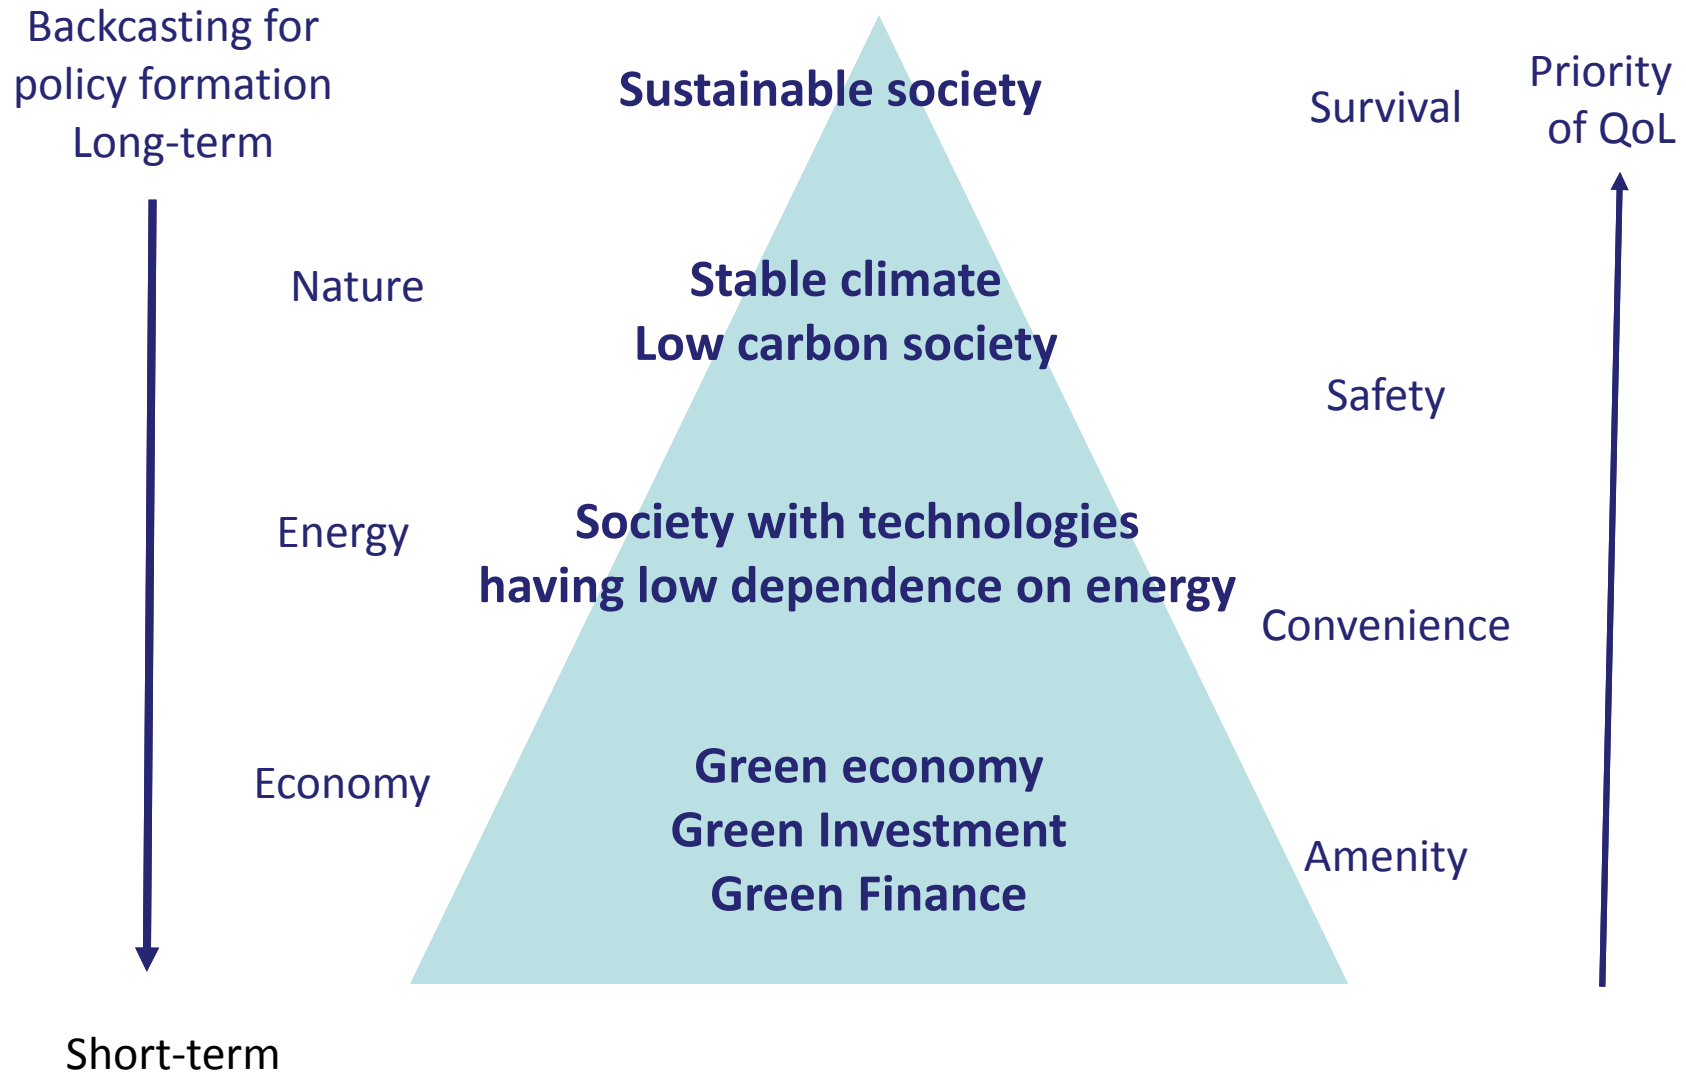 Backcasting for
policy formation
Long-term
Sustainable society
Survival
Priority
of QoL
Nature
Stable climate
Low carbon society
Safety
Energy
Society with technologies
having low dependence on energy
Convenience
Economy
Green economy
Green Investment
Green Finance
Amenity
Short-term